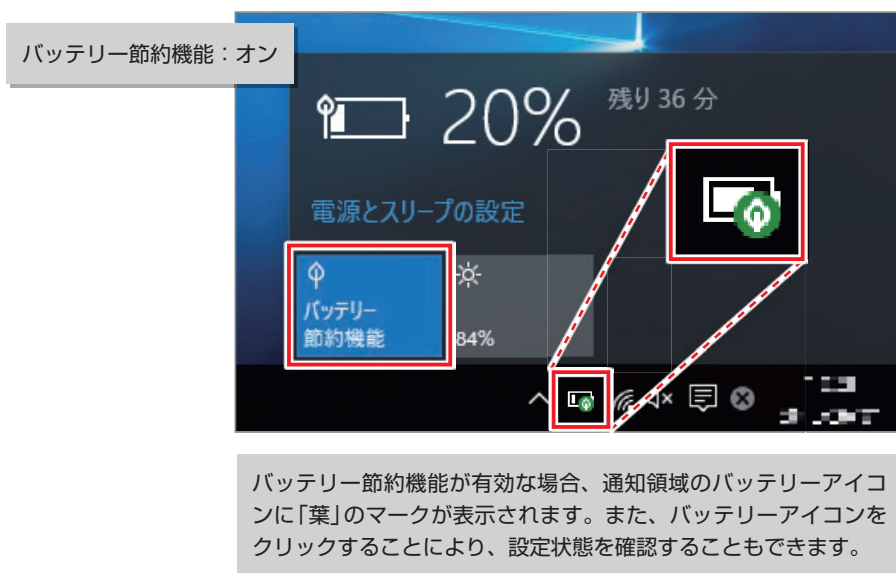 バッテリー節約機能：オン
20%
残り 36 分
電源とスリープの設定
バッテリー
節約機能
84%
バッテリー節約機能が有効な場合、通知領域のバッテリーアイコ
ンに「葉」のマークが表示されます。また、バッテリーアイコンを
クリックすることにより、設定状態を確認することもできます。